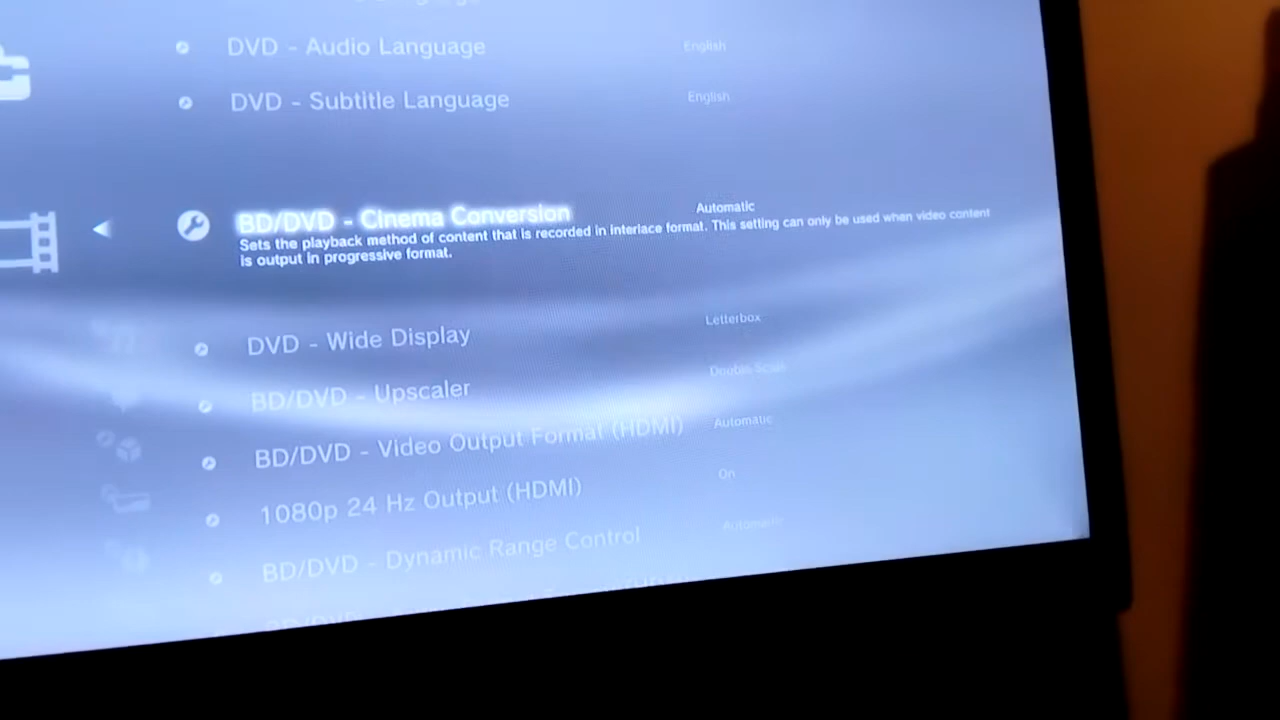 DVD - Audio Language English
DVD - Subtitle Language English
BD/DVD - Cinema Conversion Automatic
Sets the playback method of content that is recorded in interlace format. This setting can only be used when video content
is output in progressive format.
DVD - Wide Display Letterbox
BD/DVD - Upscaler Double Scale
BD/DVD - Video Output Format (HDMI) Automatic
1080p 24 Hz Output (HDMI) On
BD/DVD - Dynamic Range Control Automatic